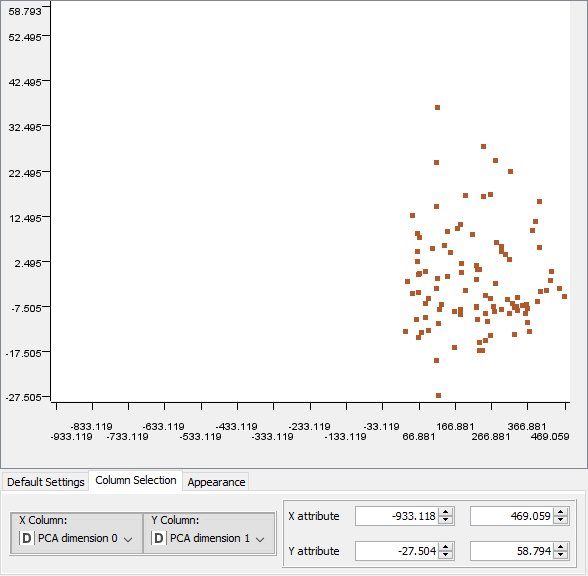 58.793
52.495
42.495
32.495
22.495
12.495
2.495
-7.505
-17.505
-27.505
-833.119 -633.119 -433.119 -233.119 -33.119 166.881 366.881
-933.119 -733.119 -533.119 -333.119 -133.119 66.881 266.881 469.059
Default Settings Column Selection Appearance
X Column: Y Column:
D PCA dimension 0 D PCA dimension 1
X attribute -933.118 469.059
Y attribute -27.504 58.794